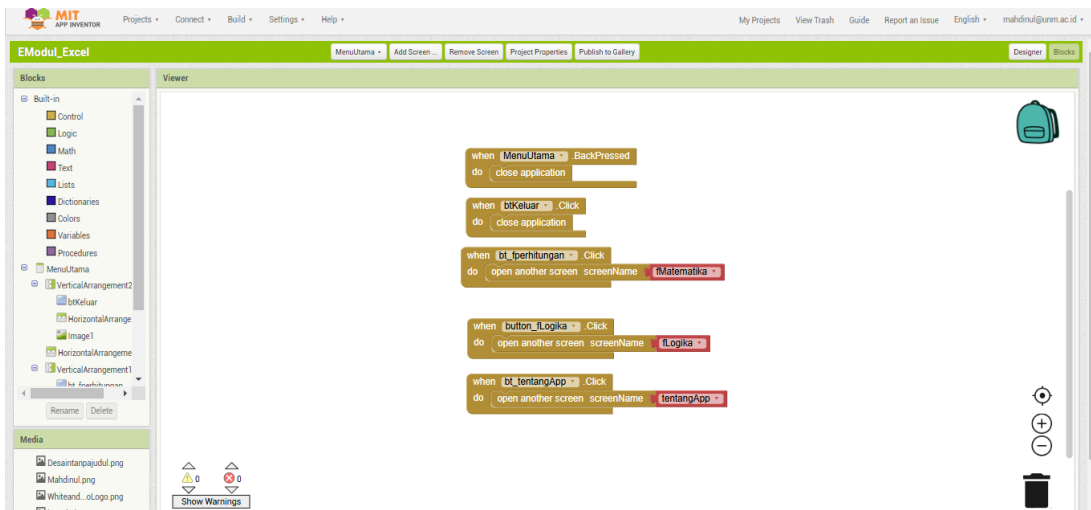 MIT
APP INVENTOR
Projects Connect Build Settings Help My Projects View Trash Guide Report an Issue English mahdinul@unm.ac.id
EModul_Excel MenuUtama Add Screen ... Remove Screen Project Properties Publish to Gallery Designer Blocks
Blocks
Built-in
Control
Logic
Math
Text
Lists
Dictionaries
Colors
Variables
Procedures
MenuUtama
VerticalArrangement2
btKeluar
HorizontalArrange
Image1
HorizontalArrangeme
VerticalArrangement1
bt_fperhitungan
Rename Delete
Media
Desaintanpajudul.png
Mahdinul.png
Whiteand...oLogo.png
Viewer
when MenuUtama .BackPressed
do close application
when btKeluar .Click
do close application
when bt_fperhitungan .Click
do open another screen screenName fMatematika
when button_fLogika .Click
do open another screen screenName fLogika
when bt_tentangApp .Click
do open another screen screenName tentangApp
0 0
Show Warnings